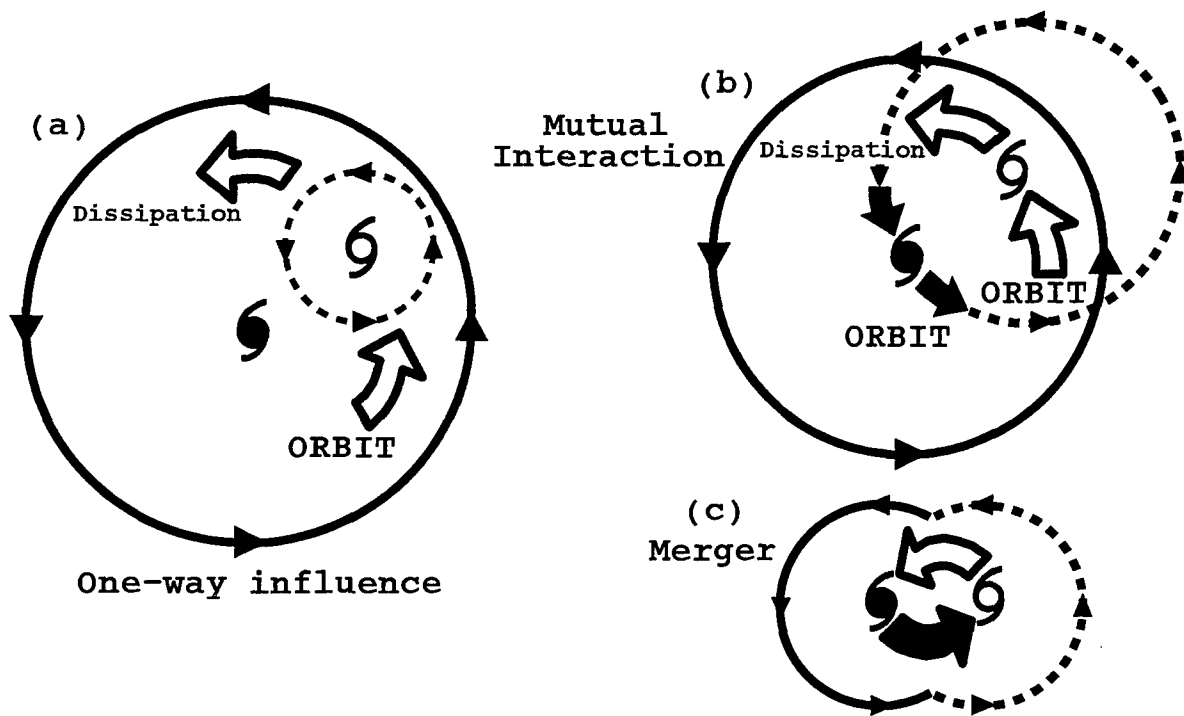 (a)
Dissipation
ORBIT
One-way influence
(b)
Mutual
Interaction
Dissipation
ORBIT
ORBIT
(c)
Merger